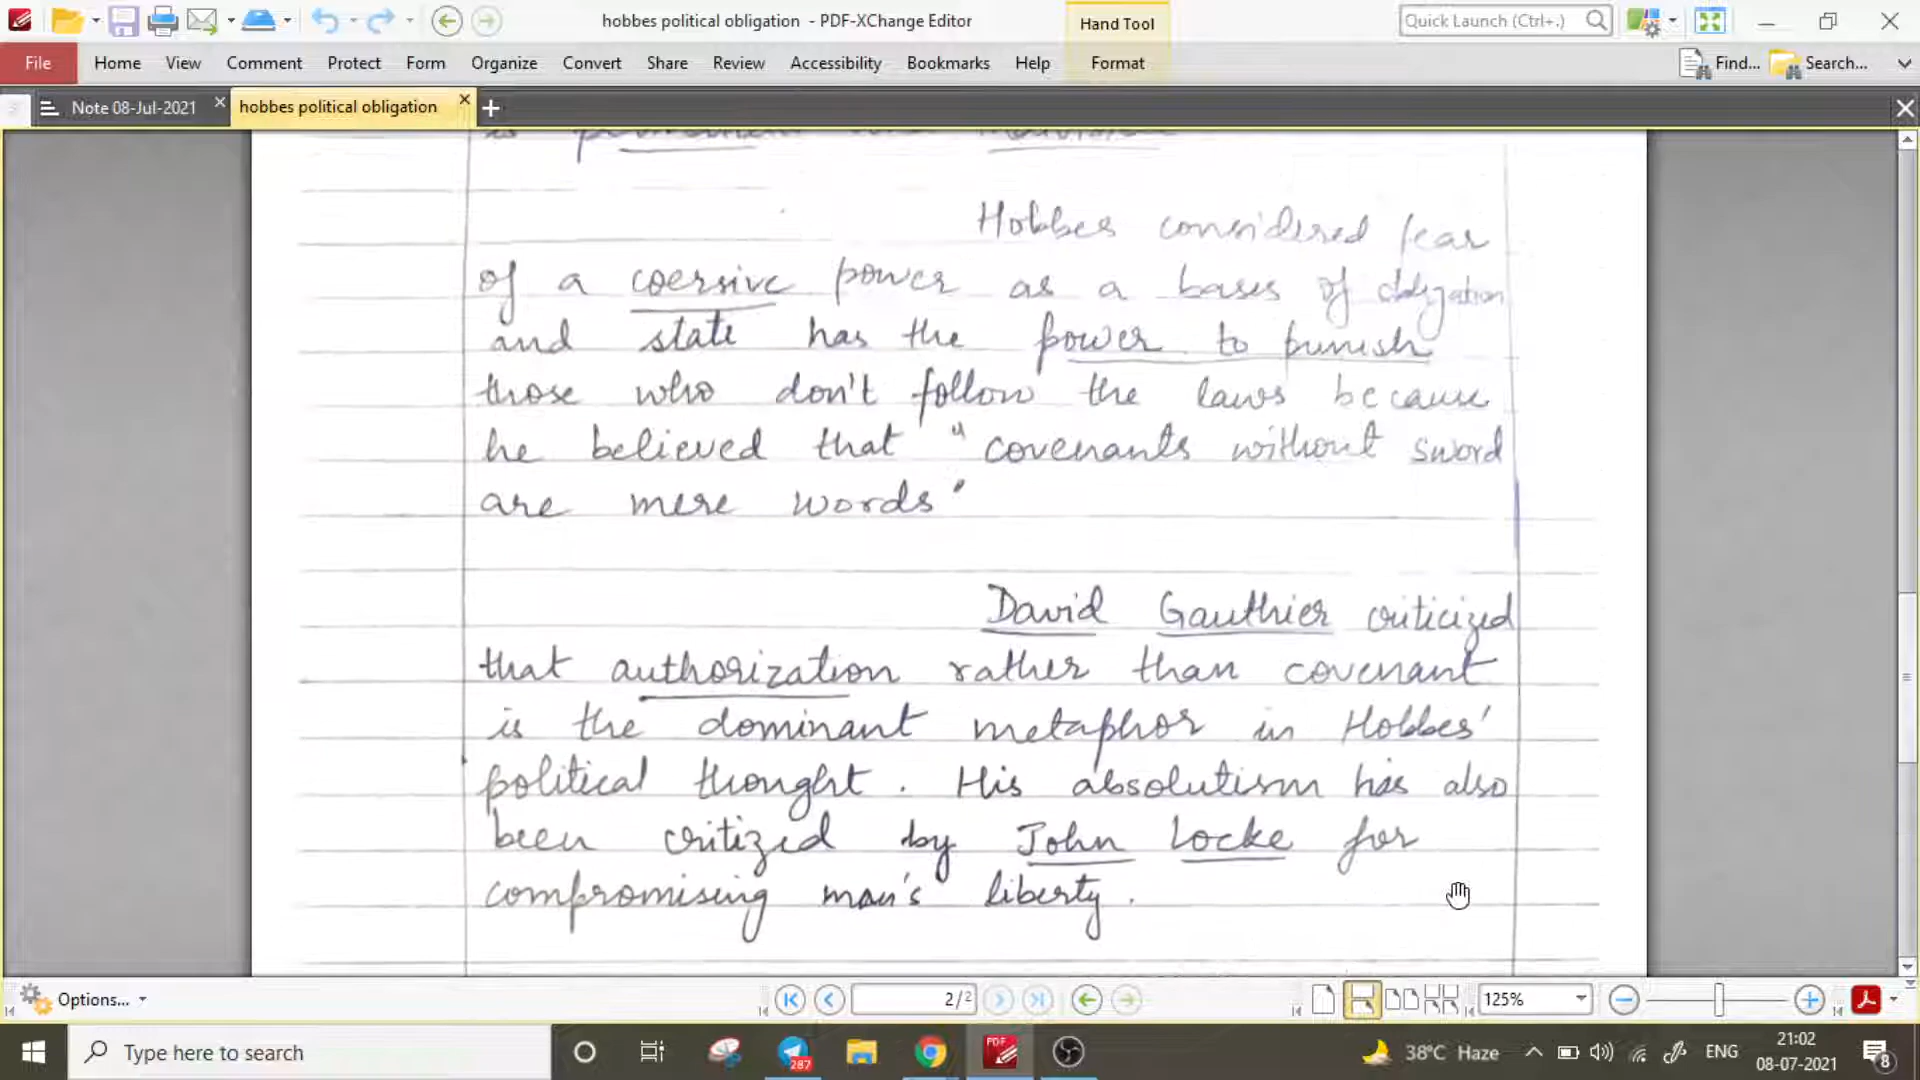 hobbes political obligation - PDF-XChange Editor
Hand Tool
Quick Launch (Ctrl+.)
File Home View Comment Protect Form Organize Convert Share Review Accessibility Bookmarks Help Format Find... Search...
Note 08-Jul-2021 hobbes political obligation
Hobbes considered fear
of a coersive power as a bases of obligation
and state has the power to punish
those who don't follow the laws because
he believed that "covenants without sword
are mere words"
David Gauthier criticized
that authorization rather than covenant
is the dominant metaphor in Hobbes'
political thought. His absolutism has also
been critized by John Locke for
compromising man's liberty.
Options... 2/2 125%
Type here to search 287 PDF 38°C Haze ENG 21:02
08-07-2021 8